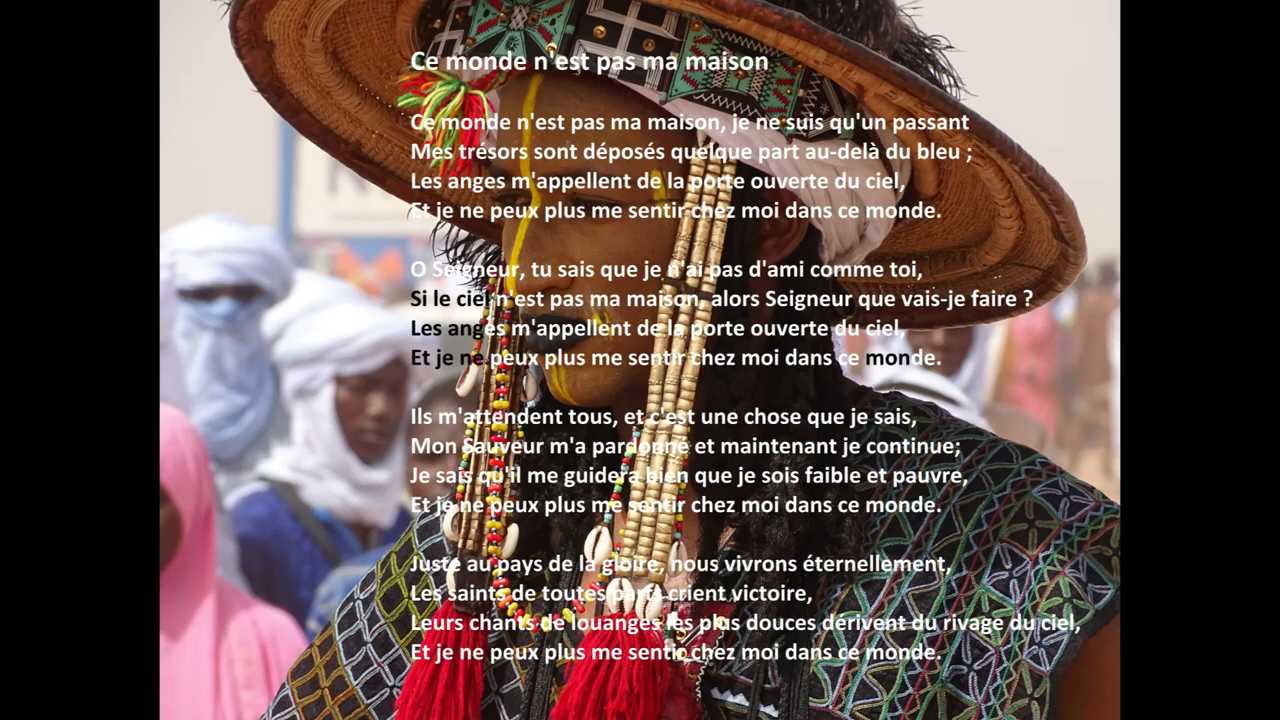 Ce monde n'est pas ma maison
Ce monde n'est pas ma maison, je ne suis qu'un passant
Mes trésors sont déposés quelque part au-delà du bleu ;
Les anges m'appellent de la porte ouverte du ciel,
Et je ne peux plus me sentir chez moi dans ce monde.
O Seigneur, tu sais que je n'ai pas d'ami comme toi,
Si le ciel n'est pas ma maison, alors Seigneur que vais-je faire ?
Les anges m'appellent de la porte ouverte du ciel,
Et je ne peux plus me sentir chez moi dans ce monde.
Ils m'attendent tous, et c'est une chose que je sais,
Mon Sauveur m'a pardonné et maintenant je continue;
Je sais qu'il me guidera bien que je sois faible et pauvre,
Et je ne peux plus me sentir chez moi dans ce monde.
Juste au pays de la gloire, nous vivrons éternellement,
Les saints de toutes parts crient victoire,
Leurs chants de louanges les plus douces dérivent du rivage du ciel,
Et je ne peux plus me sentir chez moi dans ce monde.